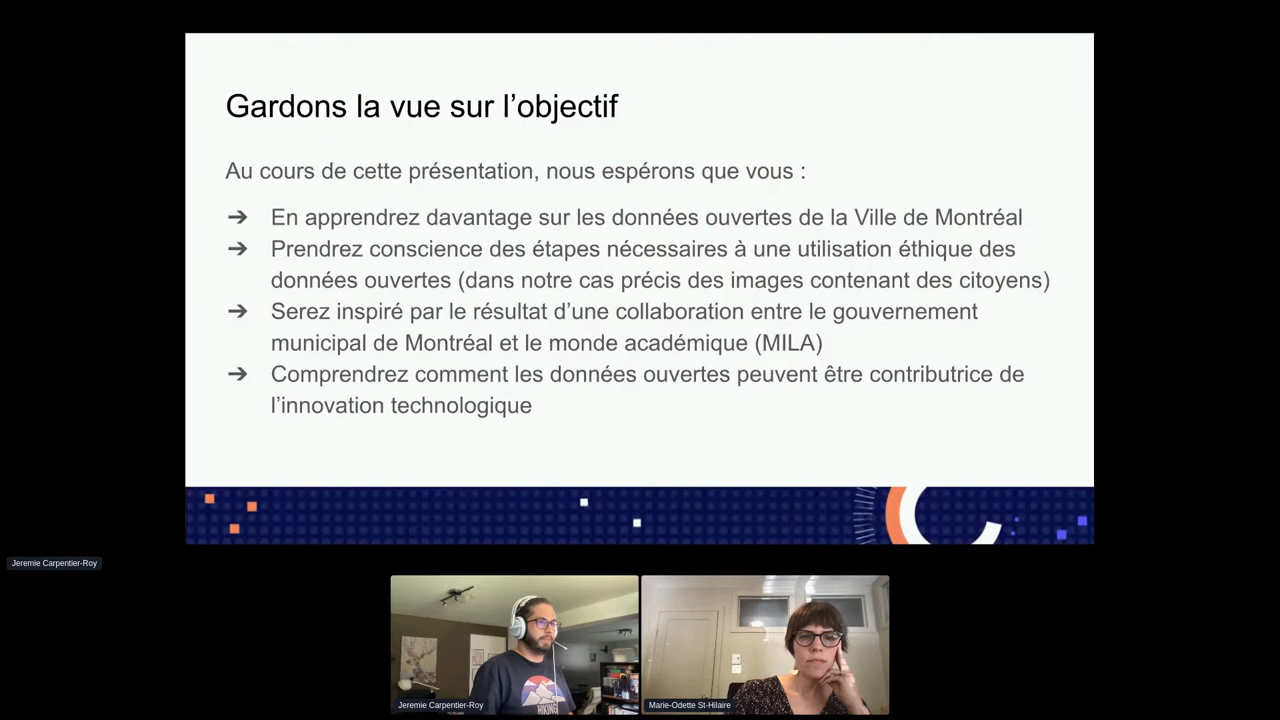 Gardons la vue sur l’objectif
Au cours de cette présentation, nous espérons que vous :
➔ En apprendrez davantage sur les données ouvertes de la Ville de Montréal
➔ Prendrez conscience des étapes nécessaires à une utilisation éthique des
données ouvertes (dans notre cas précis des images contenant des citoyens)
➔ Serez inspiré par le résultat d’une collaboration entre le gouvernement
municipal de Montréal et le monde académique (MILA)
➔ Comprendrez comment les données ouvertes peuvent être contributrice de
l’innovation technologique
Jeremie Carpentier-Roy
HIKING
Jeremie Carpentier-Roy
Marie-Odette St-Hilaire